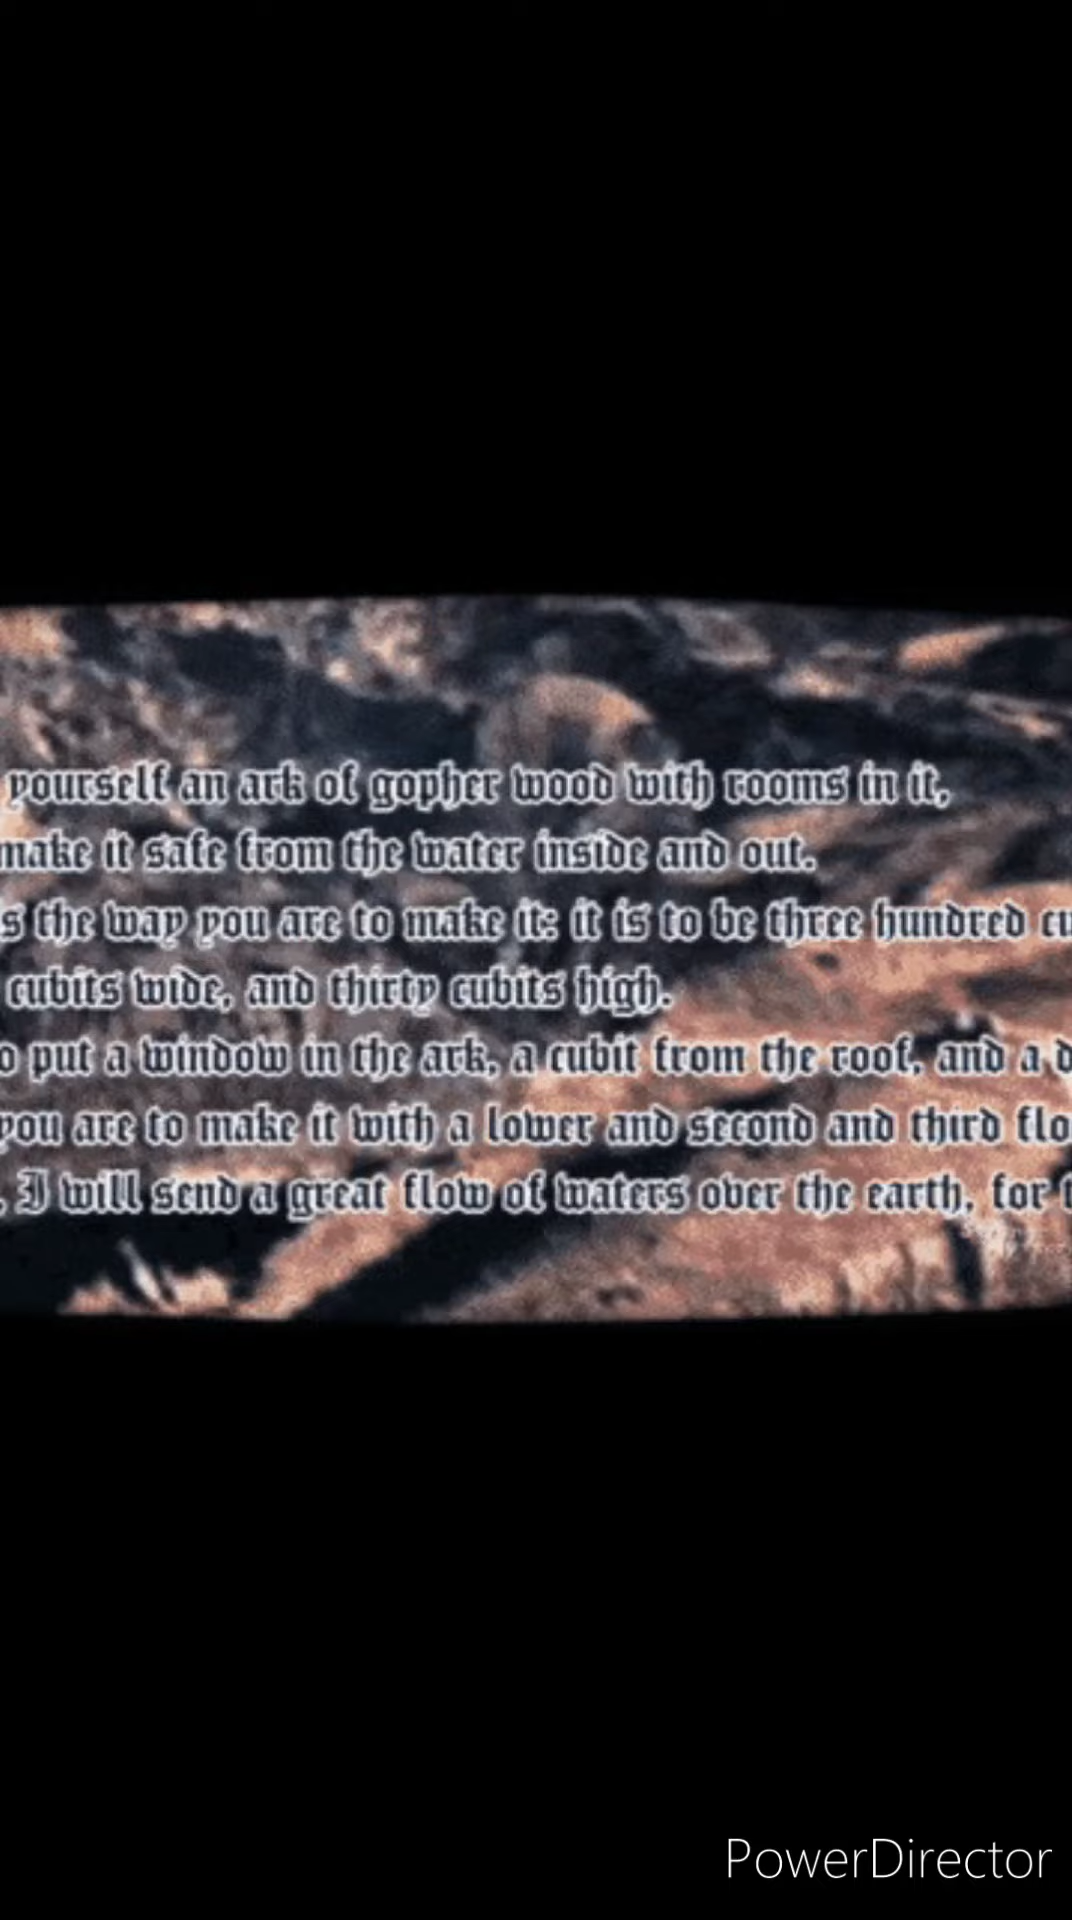 yourself an ark of gopher wood with rooms in it,
make it safe from the water inside and out.
s the way you are to make it: it is to be three hundred cu
cubits wide, and thirty cubits high.
o put a window in the ark, a cubit from the roof, and a d
you are to make it with a lower and second and third flo
. I will send a great flow of waters over the earth, for t
PowerDirector